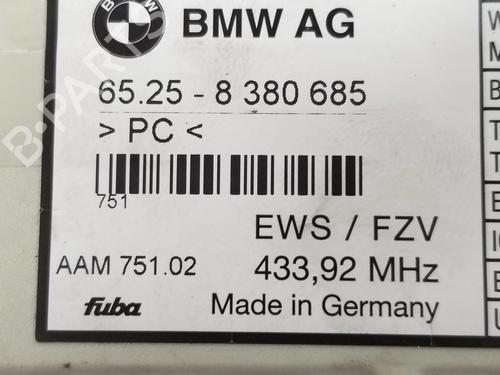 BMW AG
65.25 - 8 380 685
> PC <
751
EWS / FZV
AAM 751.02
433,92 MHz
fuba
Made in Germany
B-PARTS